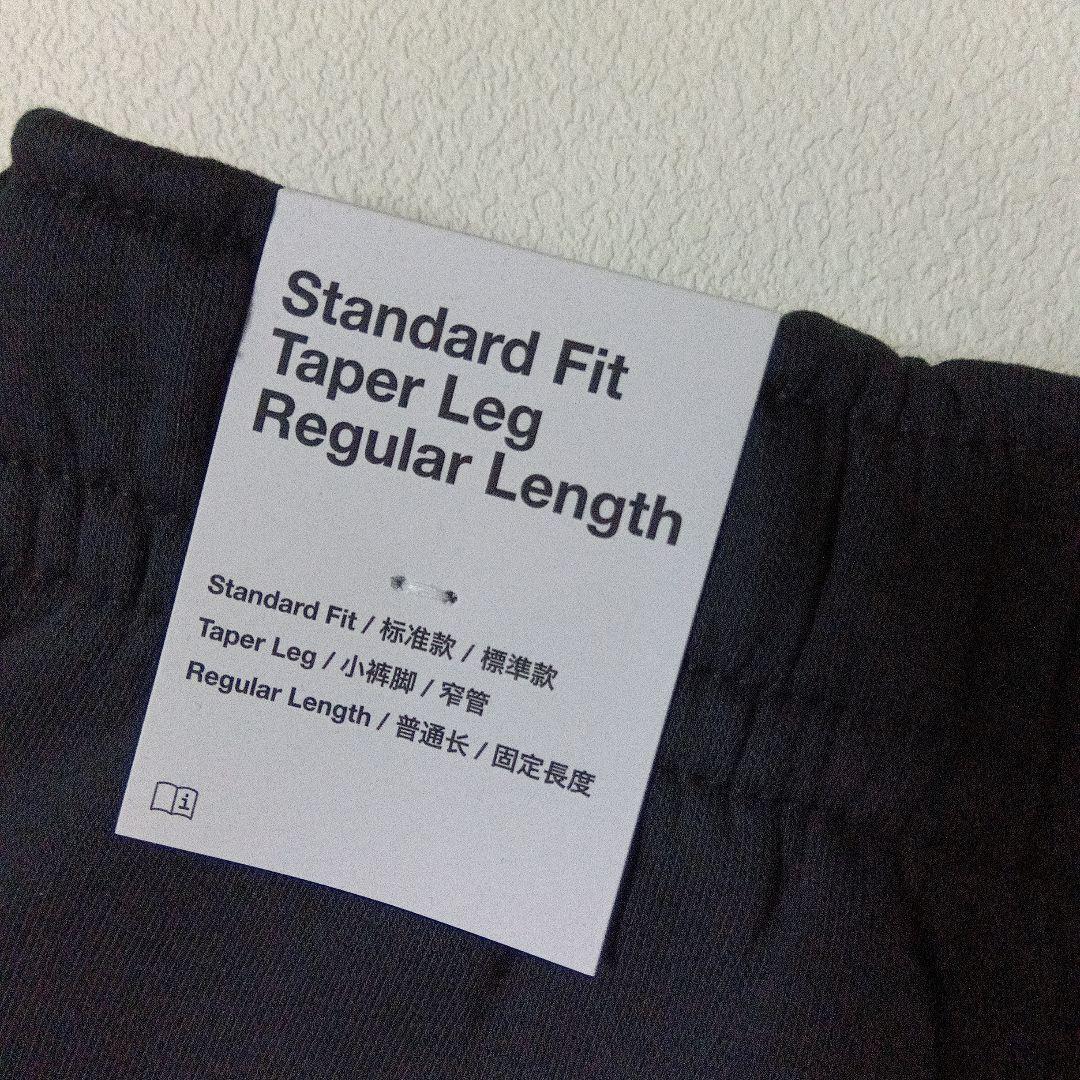 Standard Fit
Taper Leg
Regular Length
Standard Fit / 标准款 / 標準款
Taper Leg / 小裤脚 / 窄管
Regular Length / 普通长 / 固定長度
i